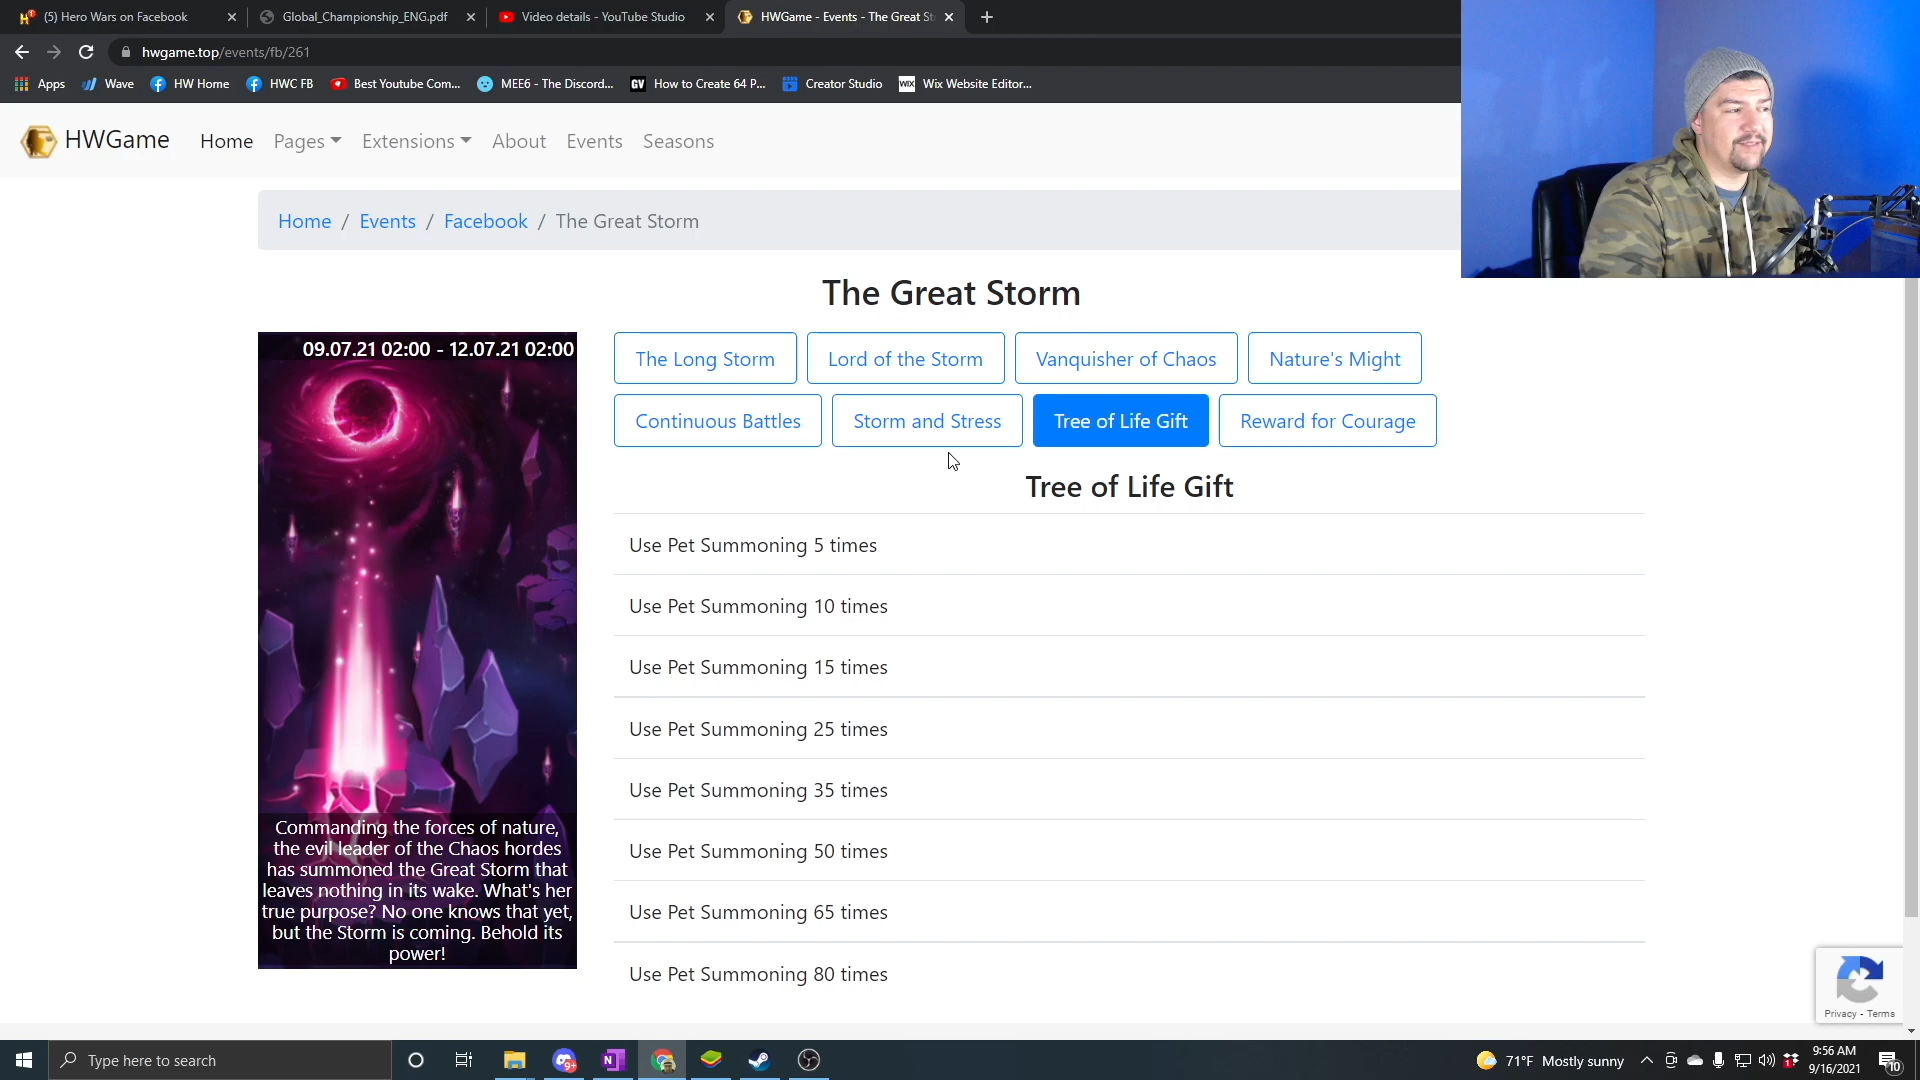 (5) Hero Wars on Facebook
Global_Championship_ENG.pdf
Video details - YouTube Studio
HWGame - Events - The Great St
hwgame.top/events/fb/261
Apps
Wave
HW Home
HWC FB
Best Youtube Com...
MEE6 - The Discord...
GV How to Create 64 P...
Creator Studio
WIX Wix Website Editor...
HWGame
Home
Pages
Extensions
About
Events
Seasons
Home / Events / Facebook / The Great Storm
The Great Storm
09.07.21 02:00 - 12.07.21 02:00
Commanding the forces of nature,
the evil leader of the Chaos hordes
has summoned the Great Storm that
leaves nothing in its wake. What's her
true purpose? No one knows that yet,
but the Storm is coming. Behold its
power!
The Long Storm
Lord of the Storm
Vanquisher of Chaos
Nature's Might
Continuous Battles
Storm and Stress
Tree of Life Gift
Reward for Courage
Tree of Life Gift
Use Pet Summoning 5 times
Use Pet Summoning 10 times
Use Pet Summoning 15 times
Use Pet Summoning 25 times
Use Pet Summoning 35 times
Use Pet Summoning 50 times
Use Pet Summoning 65 times
Use Pet Summoning 80 times
Privacy - Terms
Type here to search
9+
71°F Mostly sunny
9:56 AM
9/16/2021
10